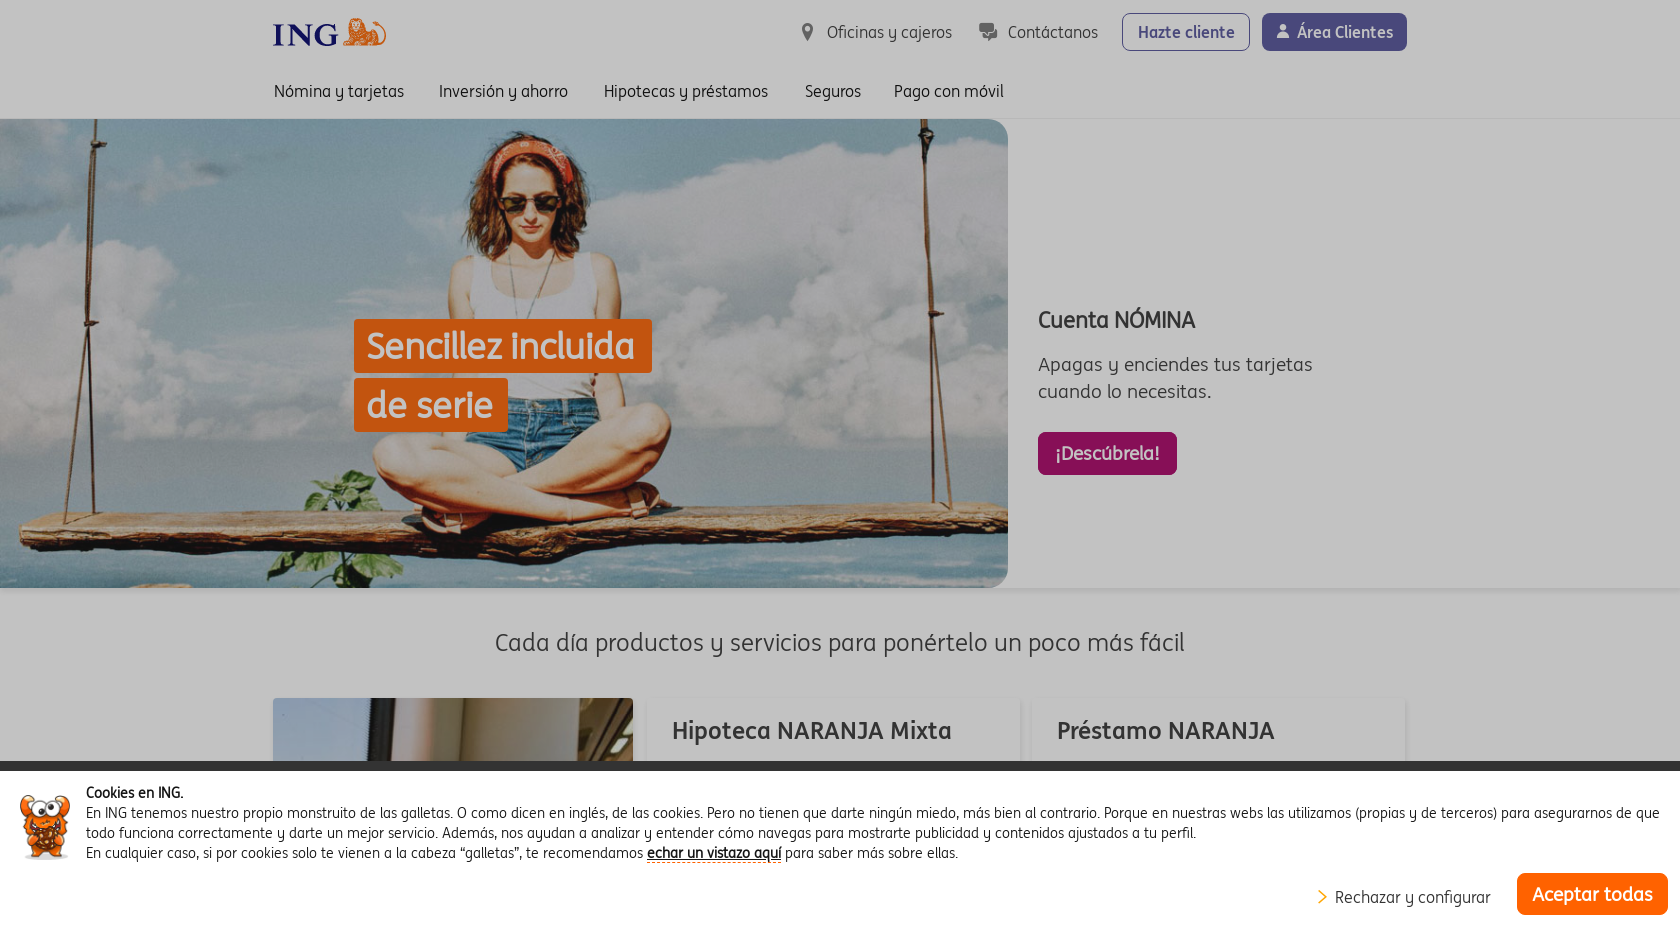 ING
Oficinas y cajeros
Contáctanos
Hazte cliente
Área Clientes
Nómina y tarjetas
Inversión y ahorro
Hipotecas y préstamos
Seguros
Pago con móvil
Sencillez incluida
de serie
Cuenta NÓMINA
Apagas y enciendes tus tarjetas
cuando lo necesitas.
¡Descúbrela!
Cada día productos y servicios para ponértelo un poco más fácil
Hipoteca NARANJA Mixta
Préstamo NARANJA
Cookies en ING.
En ING tenemos nuestro propio monstruito de las galletas. O como dicen en inglés, de las cookies. Pero no tienen que darte ningún miedo, más bien al contrario. Porque en nuestras webs las utilizamos (propias y de terceros) para asegurarnos de que
todo funciona correctamente y darte un mejor servicio. Además, nos ayudan a analizar y entender cómo navegas para mostrarte publicidad y contenidos ajustados a tu perfil.
En cualquier caso, si por cookies solo te vienen a la cabeza “galletas”, te recomendamos echar un vistazo aquí para saber más sobre ellas.
Rechazar y configurar
Aceptar todas